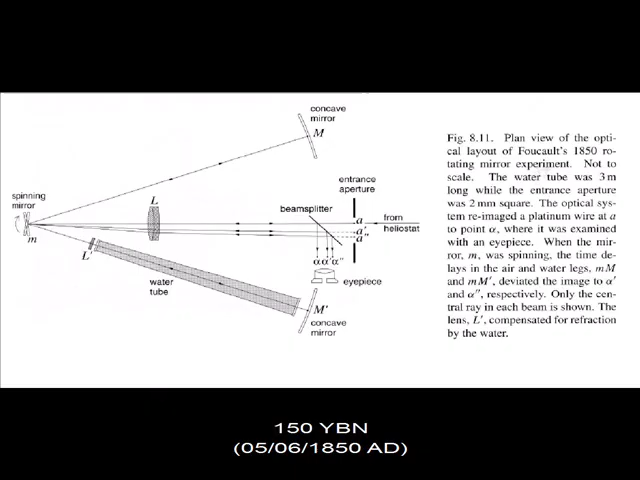 concave
mirror
M
entrance
aperture
L
beamsplitter
spinning
mirror
a
from
a'
a"
heliostat
m
L'
α α' α"
water
tube
eyepiece
M'
concave
mirror
Fig. 8.11. Plan view of the opti-
cal layout of Foucault's 1850 ro-
tating mirror experiment. Not to
scale. The water tube was 3 m
long while the entrance aperture
was 2 mm square. The optical sys-
tem re-imaged a platinum wire at a
to point α, where it was examined
with an eyepiece. When the mir-
ror, m, was spinning, the time de-
lays in the air and water legs, mM
and mM', deviated the image to α'
and α", respectively. Only the cen-
tral ray in each beam is shown. The
lens, L', compensated for refraction
by the water.
150 YBN
(05/06/1850 AD)